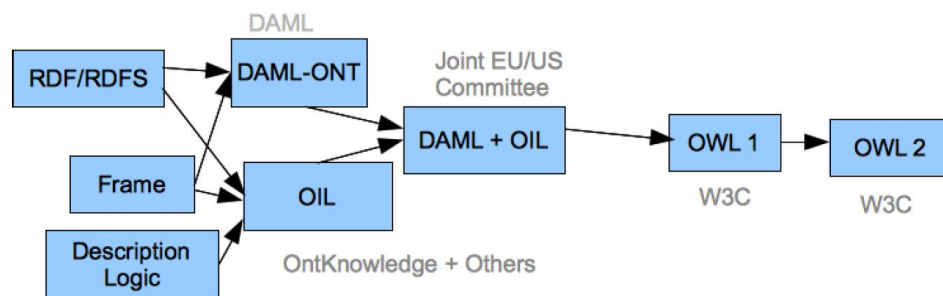 DAML
RDF/RDFS
DAML-ONT
Joint EU/US
Committee
DAML + OIL
OWL 1
OWL 2
Frame
OIL
W3C
W3C
Description
Logic
OntKnowledge + Others